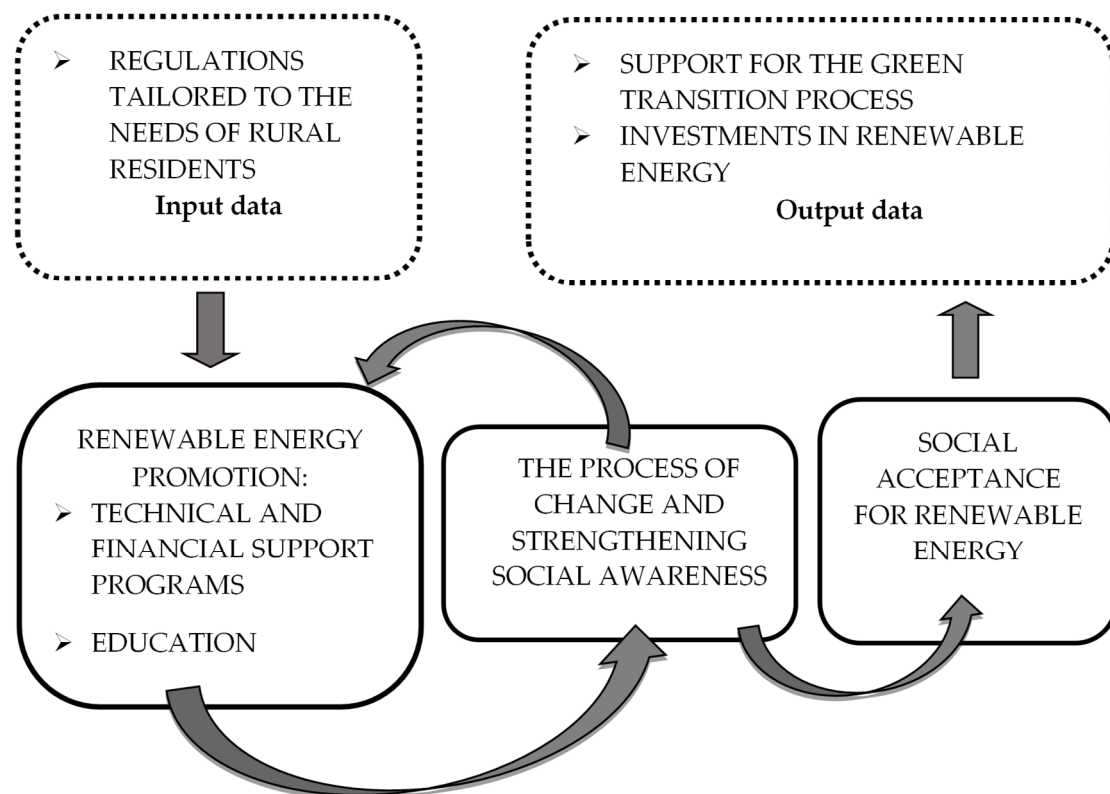 ➢ REGULATIONS
TAILORED TO THE
NEEDS OF RURAL
RESIDENTS
Input data
➢ SUPPORT FOR THE GREEN
TRANSITION PROCESS
➢ INVESTMENTS IN RENEWABLE
ENERGY
Output data
RENEWABLE ENERGY
PROMOTION:
➢ TECHNICAL AND
FINANCIAL SUPPORT
PROGRAMS
➢ EDUCATION
THE PROCESS OF
CHANGE AND
STRENGTHENING
SOCIAL AWARENESS
SOCIAL
ACCEPTANCE
FOR RENEWABLE
ENERGY